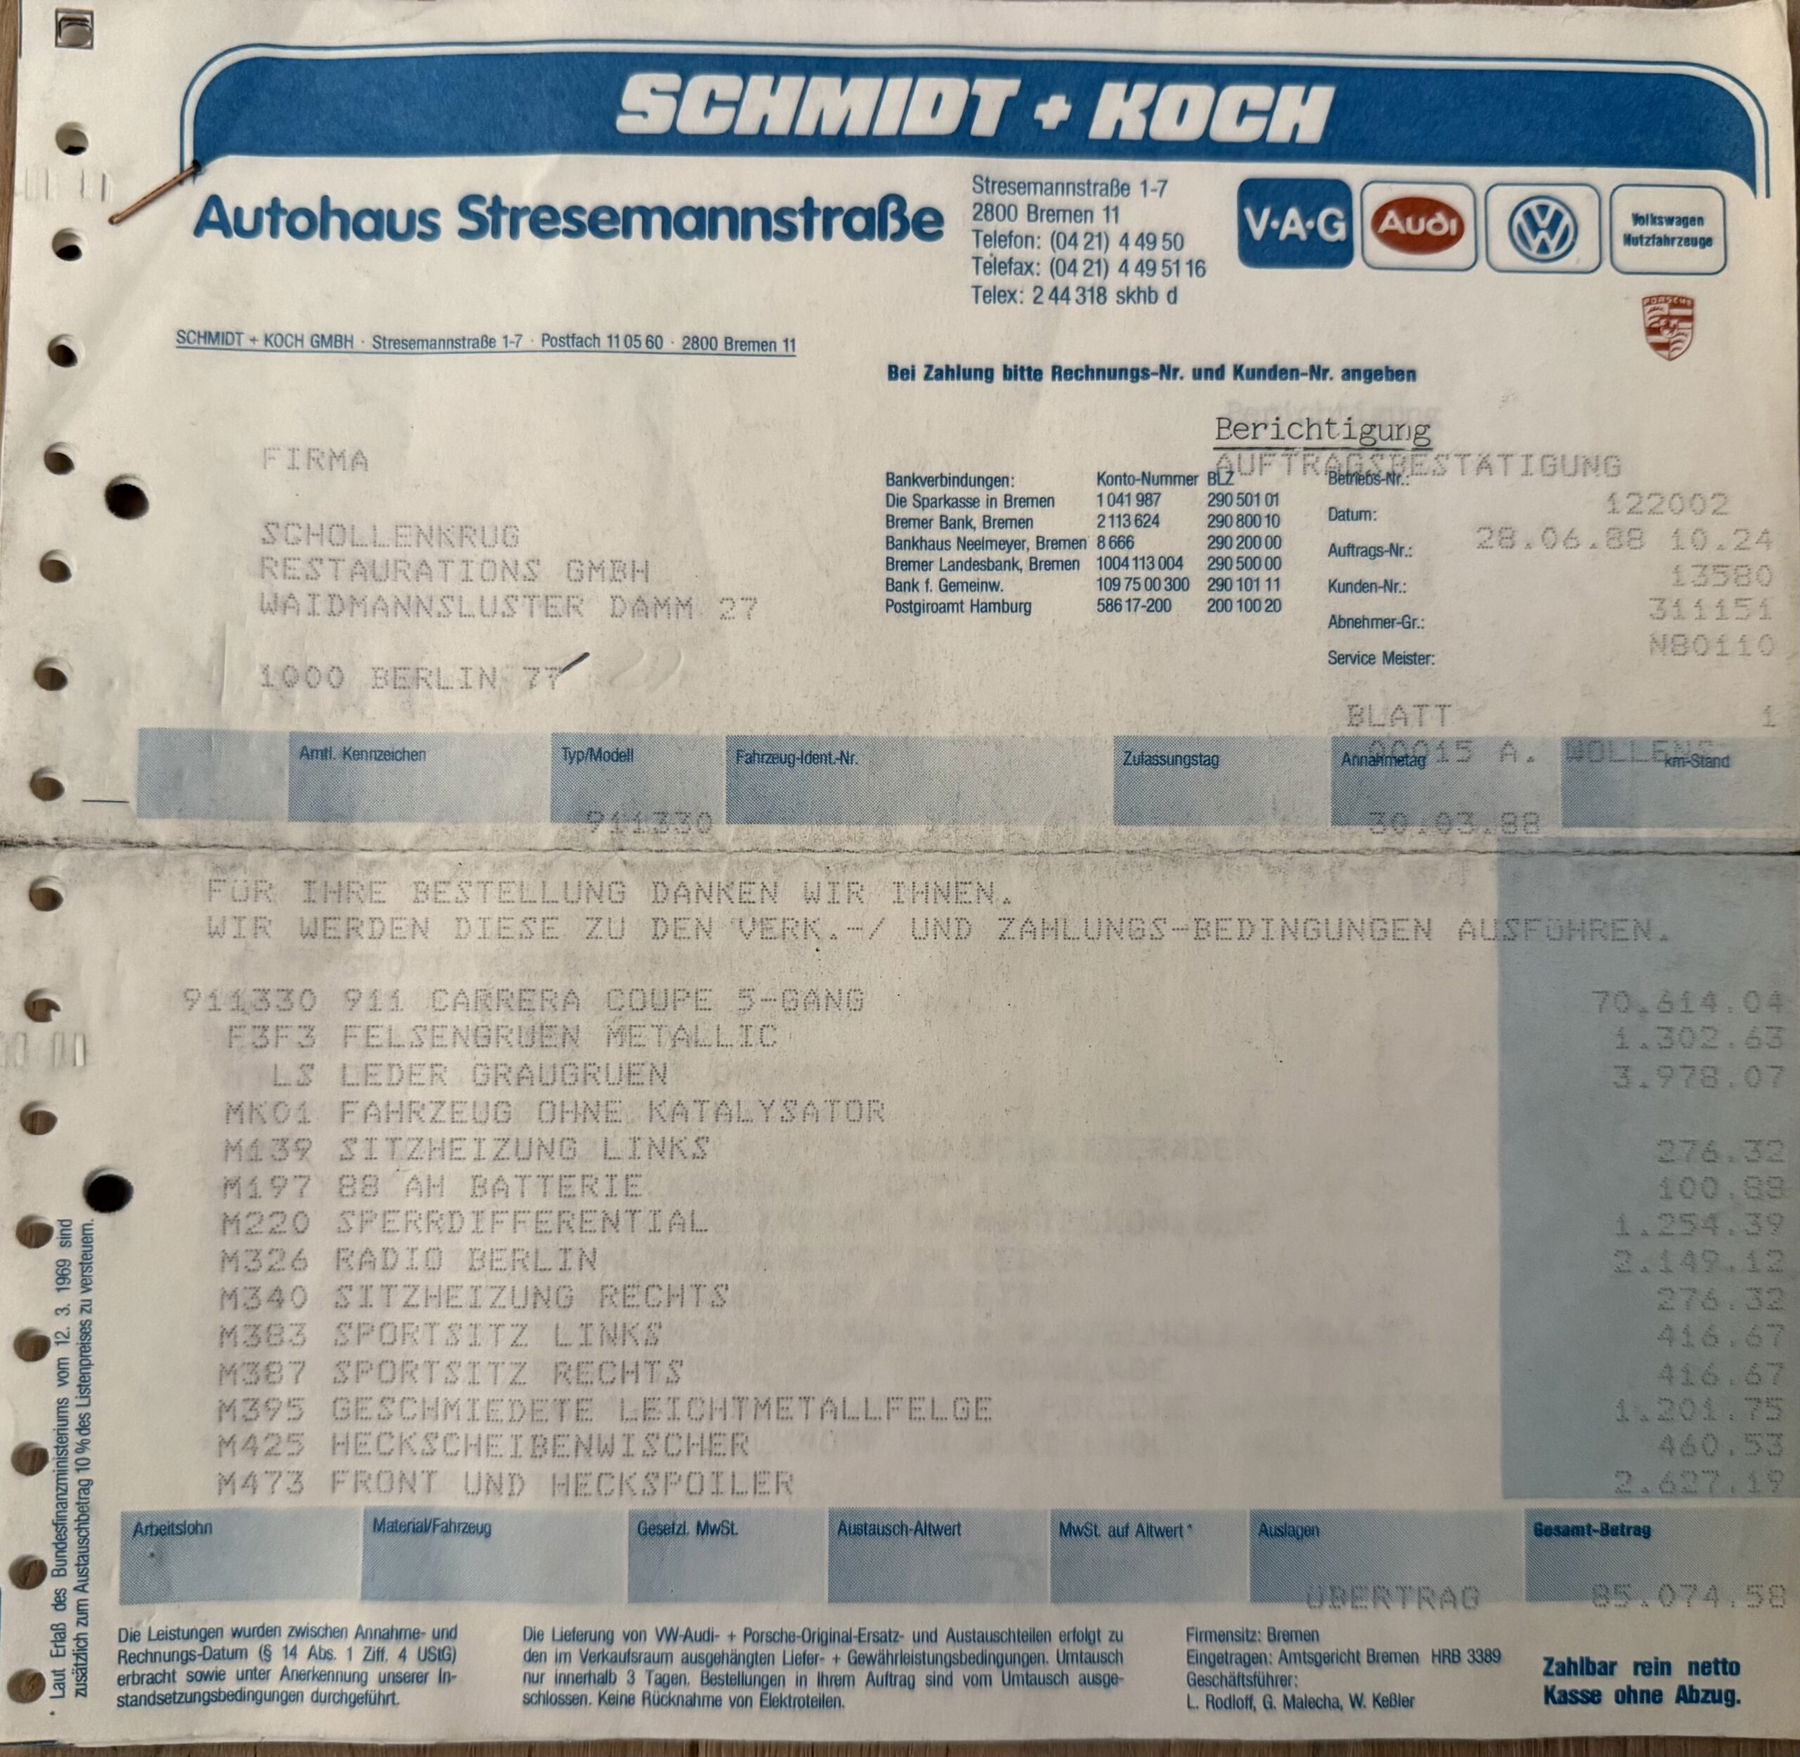 SCHMIDT + KOCH
Autohaus Stresemannstraße
Stresemannstraße 1-7
2800 Bremen 11
Telefon: (04 21) 4 49 50
Telefax: (04 21) 4 49 51 16
Telex: 2 44 318 skhb d
V·A·G
Audi
Volkswagen
Nutzfahrzeuge
PORSCHE
SCHMIDT + KOCH GMBH · Stresemannstraße 1-7 · Postfach 11 05 60 · 2800 Bremen 11
Bei Zahlung bitte Rechnungs-Nr. und Kunden-Nr. angeben
Berichtigung
AUFTRAGSBESTÄTIGUNG
FIRMA
SCHOLLENKRUG
RESTAURATIONS GMBH
WAIDMANNSLUSTER DAMM 27
1000 BERLIN 77
Bankverbindungen: Konto-Nummer BLZ
Die Sparkasse in Bremen 1 041 987 290 501 01
Bremer Bank, Bremen 2 113 624 290 800 10
Bankhaus Neelmeyer, Bremen 8 666 290 200 00
Bremer Landesbank, Bremen 1004 113 004 290 500 00
Bank f. Gemeinw. 109 75 00 300 290 101 11
Postgiroamt Hamburg 586 17-200 200 100 20
Betriebs-Nr.:
122002
Datum:
28.06.88 10.24
Auftrags-Nr.:
13580
Kunden-Nr.:
311151
Abnehmer-Gr.:
N80110
Service Meister:
BLATT 1
00015 A. WOLLENS
Amtl. Kennzeichen Typ/Modell Fahrzeug-Ident.-Nr. Zulassungstag Annahmetag km-Stand
911330 30.03.88
FÜR IHRE BESTELLUNG DANKEN WIR IHNEN.
WIR WERDEN DIESE ZU DEN VERK.-/ UND ZAHLUNGS-BEDINGUNGEN AUSFÜHREN.
911330 911 CARRERA COUPE 5-GANG 70.614.04
F3F3 FELSENGRUEN METALLIC 1.302.63
LS LEDER GRAUGRUEN 3.978.07
MK01 FAHRZEUG OHNE KATALYSATOR
M139 SITZHEIZUNG LINKS 276.32
M197 88 AH BATTERIE 100.88
M220 SPERRDIFFERENTIAL 1.254.39
M326 RADIO BERLIN 2.149.12
M340 SITZHEIZUNG RECHTS 276.32
M383 SPORTSITZ LINKS 416.67
M387 SPORTSITZ RECHTS 416.67
M395 GESCHMIEDETE LEICHTMETALLFELGE 1.201.75
M425 HECKSCHEIBENWISCHER 460.53
M473 FRONT UND HECKSPOILER 2.627.19
Arbeitslohn Material/Fahrzeug Gesetzl. MwSt. Austausch-Altwert MwSt. auf Altwert * Auslagen Gesamt-Betrag
ÜBERTRAG 85.074.58
* Laut Erlaß des Bundesfinanzministeriums vom 12. 3. 1969 sind
zusätzlich zum Austauschbetrag 10 % des Listenpreises zu versteuern.
Die Leistungen wurden zwischen Annahme- und
Rechnungs-Datum (§ 14 Abs. 1 Ziff. 4 UStG)
erbracht sowie unter Anerkennung unserer In-
standsetzungsbedingungen durchgeführt.
Die Lieferung von VW-Audi- + Porsche-Original-Ersatz- und Austauschteilen erfolgt zu
den im Verkaufsraum ausgehängten Liefer- + Gewährleistungsbedingungen. Umtausch
nur innerhalb 3 Tagen. Bestellungen in Ihrem Auftrag sind vom Umtausch ausge-
schlossen. Keine Rücknahme von Elektroteilen.
Firmensitz: Bremen
Eingetragen: Amtsgericht Bremen HRB 3389
Geschäftsführer:
L. Rodloff, G. Malecha, W. Keßler
Zahlbar rein netto
Kasse ohne Abzug.